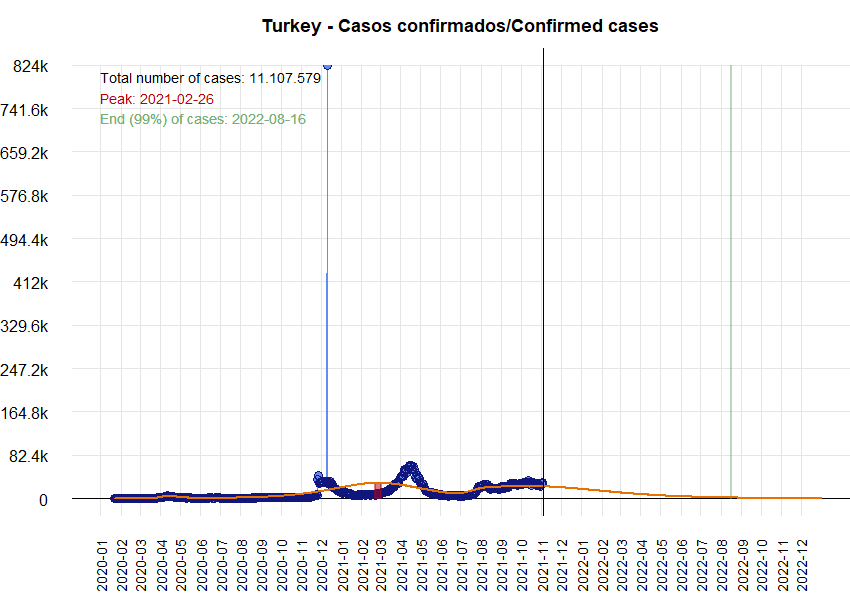 Turkey - Casos confirmados/Confirmed cases
824k
741.6k
659.2k
576.8k
494.4k
412k
329.6k
247.2k
164.8k
82.4k
0
Total number of cases: 11.107.579
Peak: 2021-02-26
End (99%) of cases: 2022-08-16
2020-01
2020-02
2020-03
2020-04
2020-05
2020-06
2020-07
2020-08
2020-09
2020-10
2020-11
2020-12
2021-01
2021-02
2021-03
2021-04
2021-05
2021-06
2021-07
2021-08
2021-09
2021-10
2021-11
2021-12
2022-01
2022-02
2022-03
2022-04
2022-05
2022-06
2022-07
2022-08
2022-09
2022-10
2022-11
2022-12